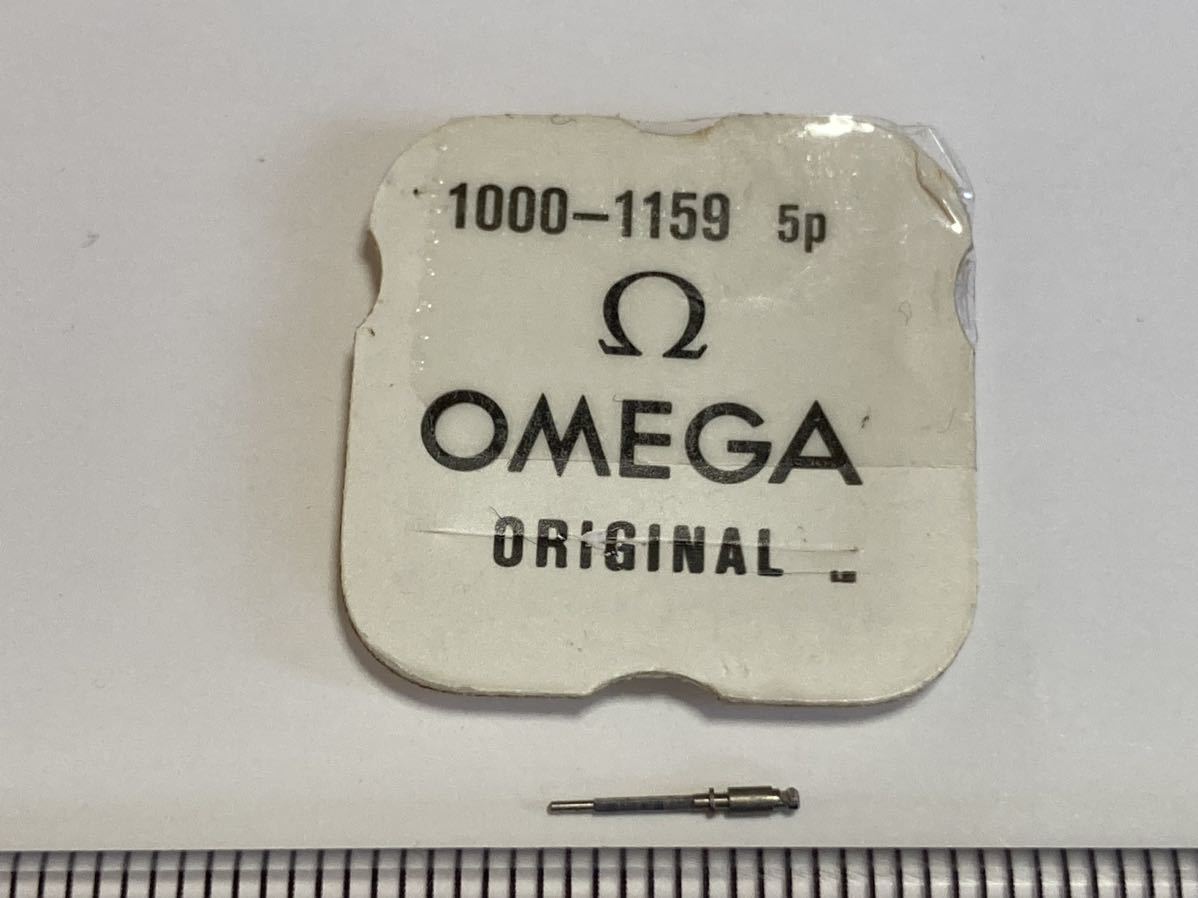 1000-1159 5p
Ω
OMEGA
ORIGINAL